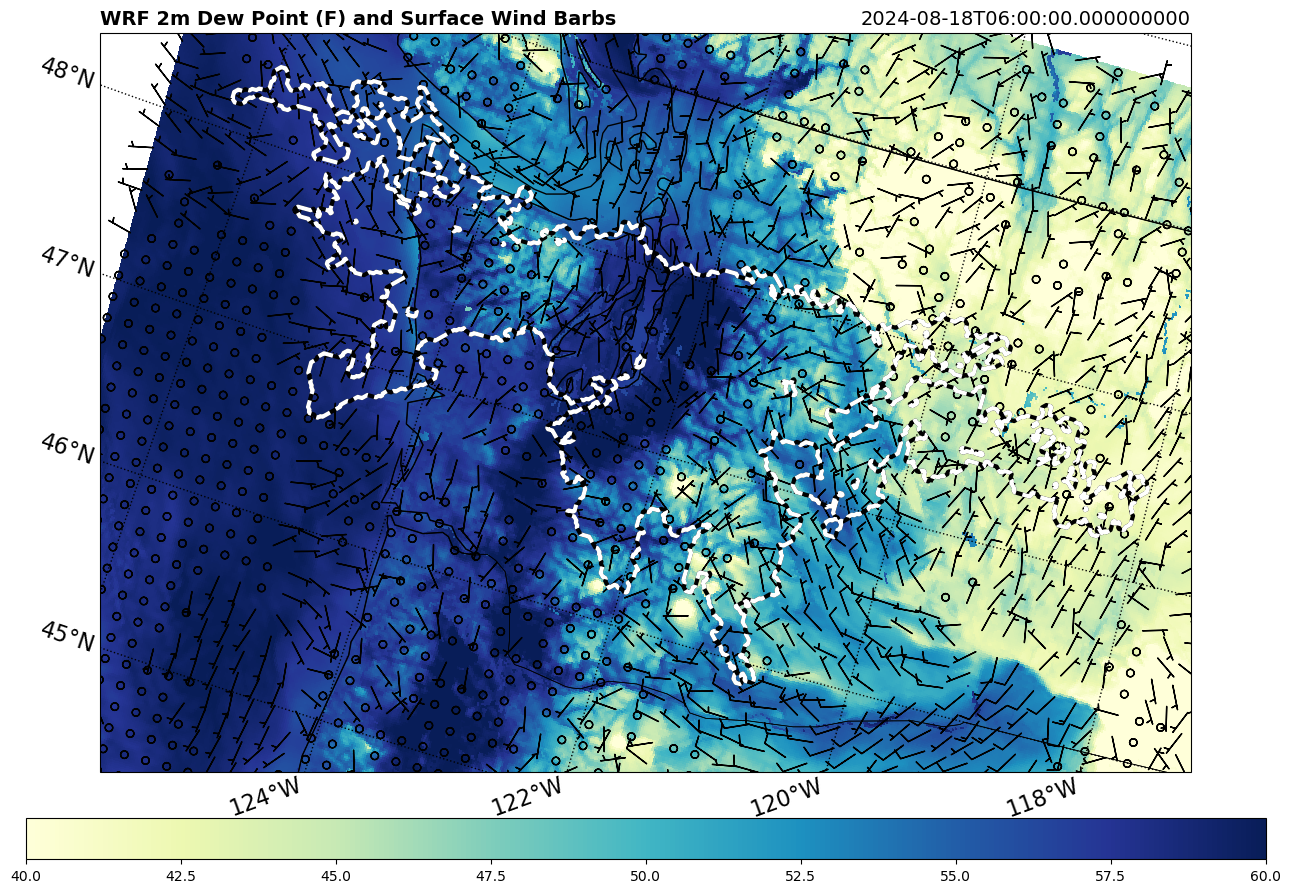 WRF 2m Dew Point (F) and Surface Wind Barbs 2024-08-18T06:00:00.000000000
48°N
47°N
46°N
45°N
124°W 122°W 120°W 118°W
40.0 42.5 45.0 47.5 50.0 52.5 55.0 57.5 60.0